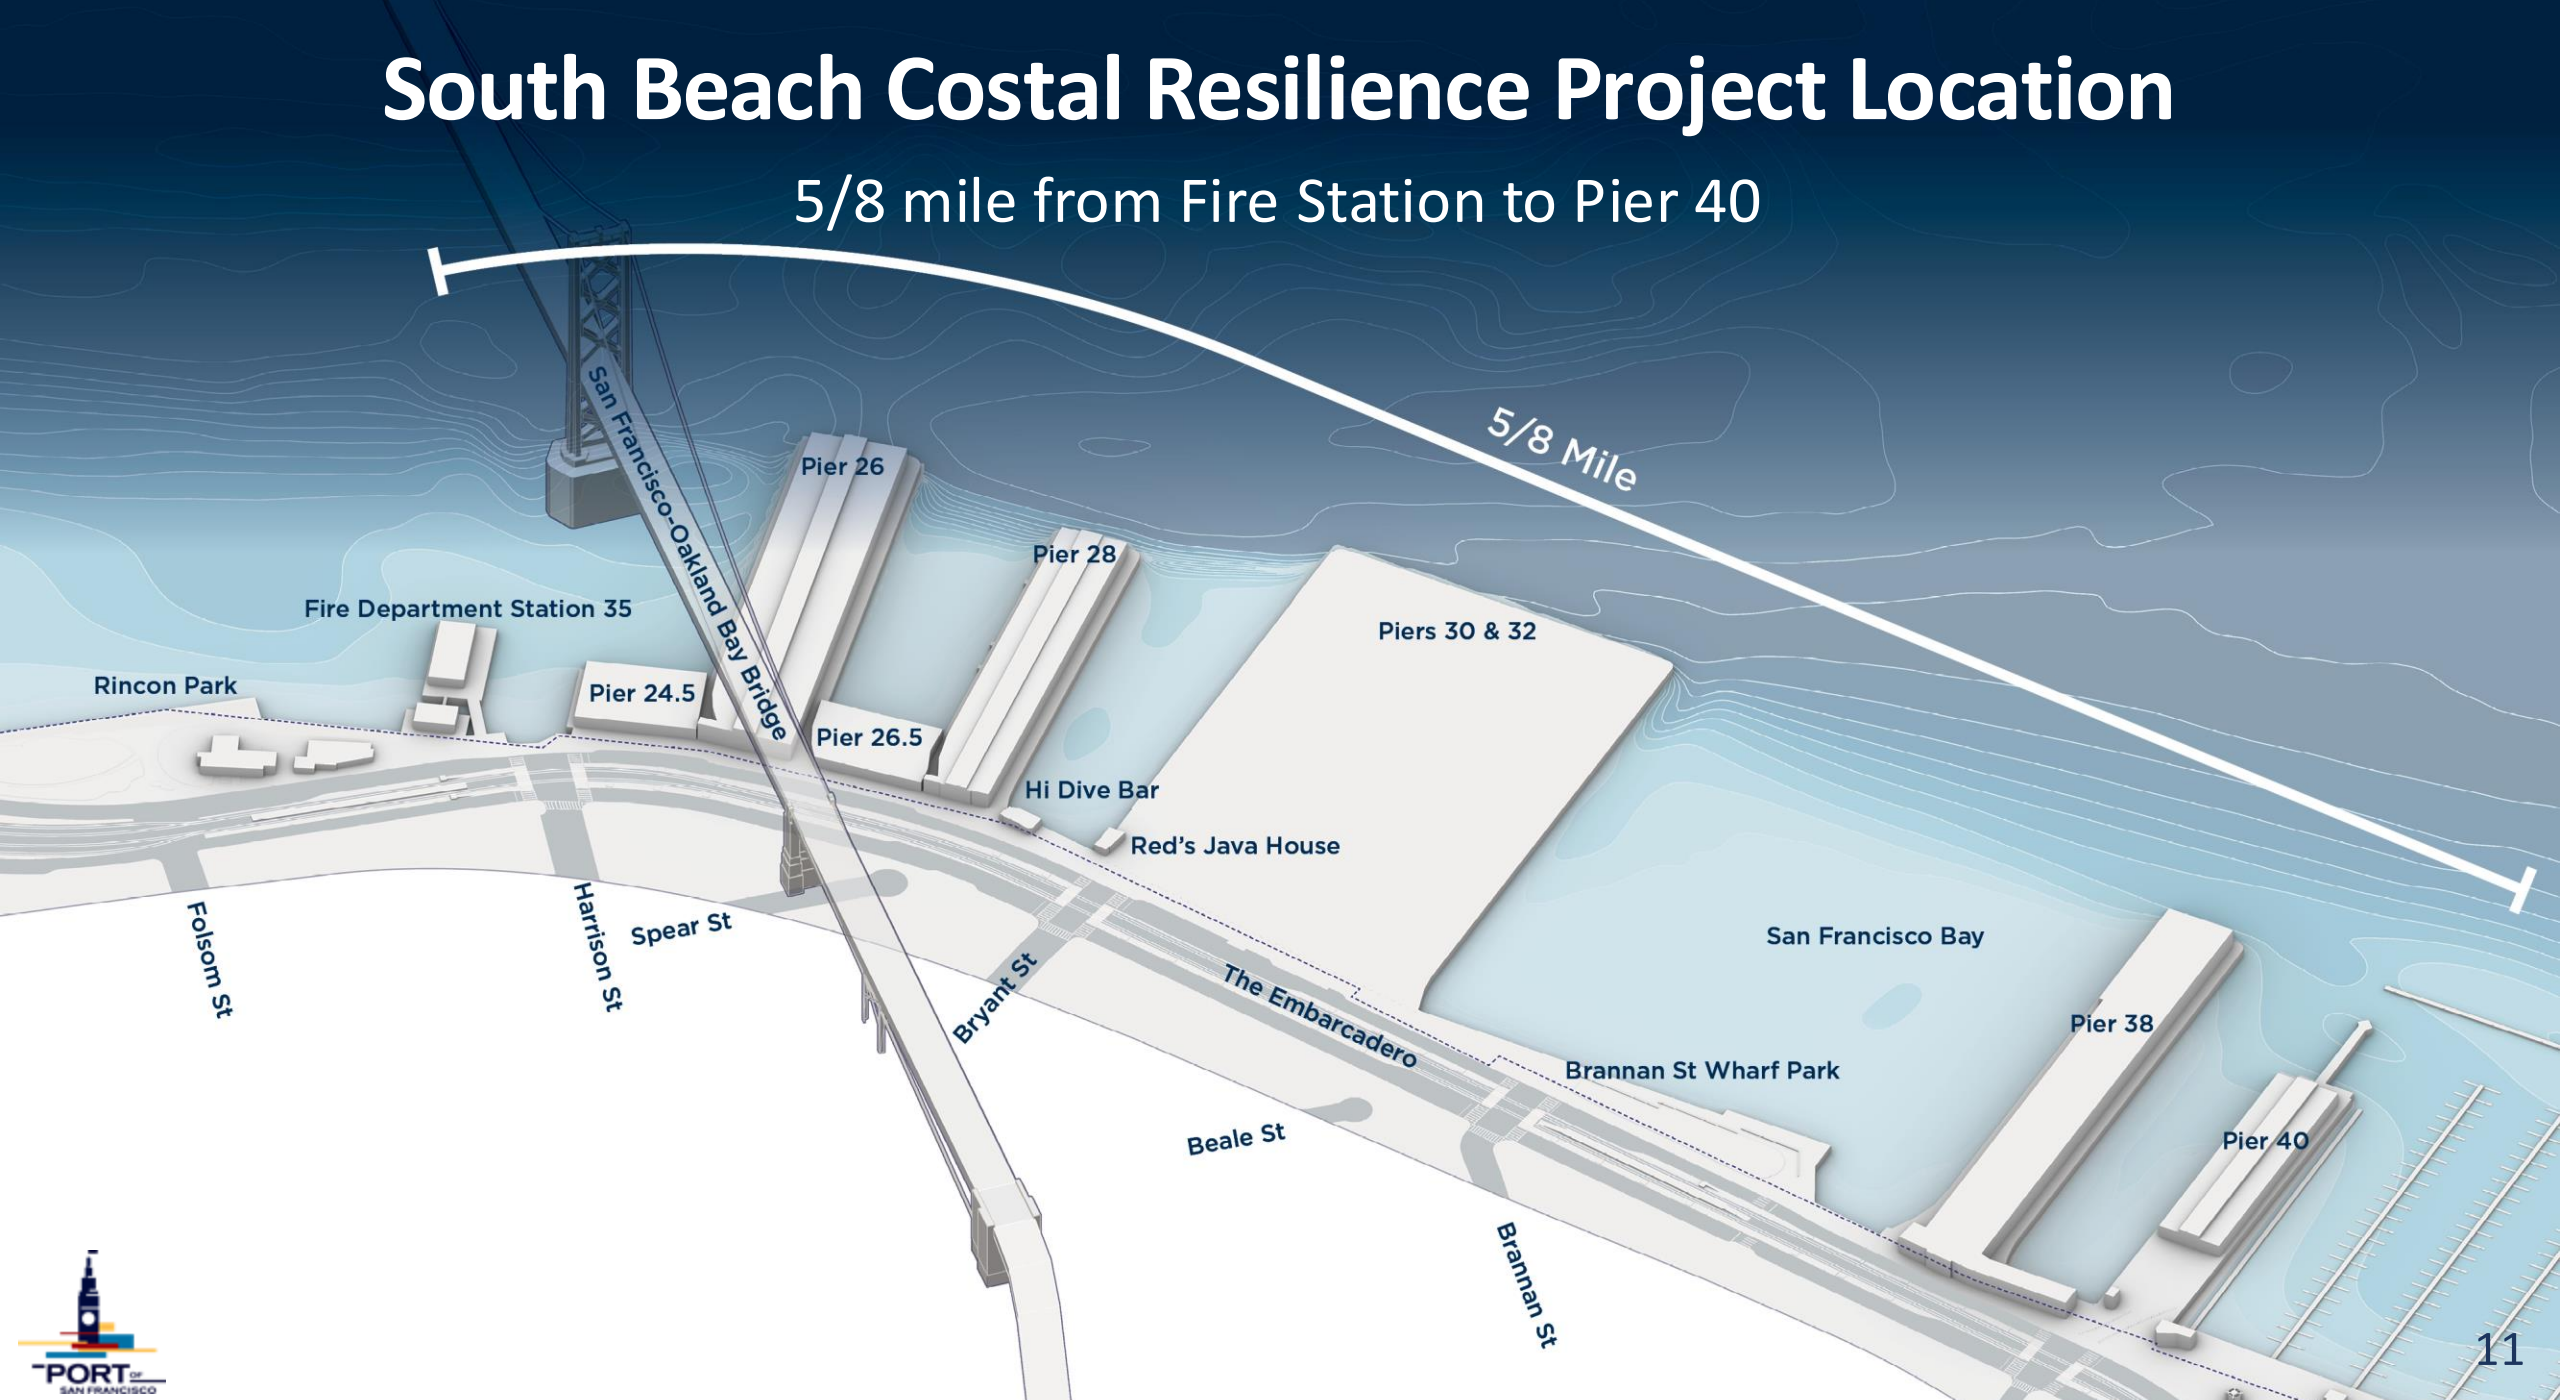 South Beach Costal Resilience Project Location
5/8 mile from Fire Station to Pier 40
5/8 Mile
San Francisco-Oakland Bay Bridge
Pier 26
Pier 28
Fire Department Station 35
Piers 30 & 32
Rincon Park
Pier 24.5
Pier 26.5
Hi Dive Bar
Red's Java House
Folsom St
Harrison St
Spear St
Bryant St
The Embarcadero
San Francisco Bay
Pier 38
Brannan St Wharf Park
Beale St
Pier 40
Brannan St
PORT OF
SAN FRANCISCO
11